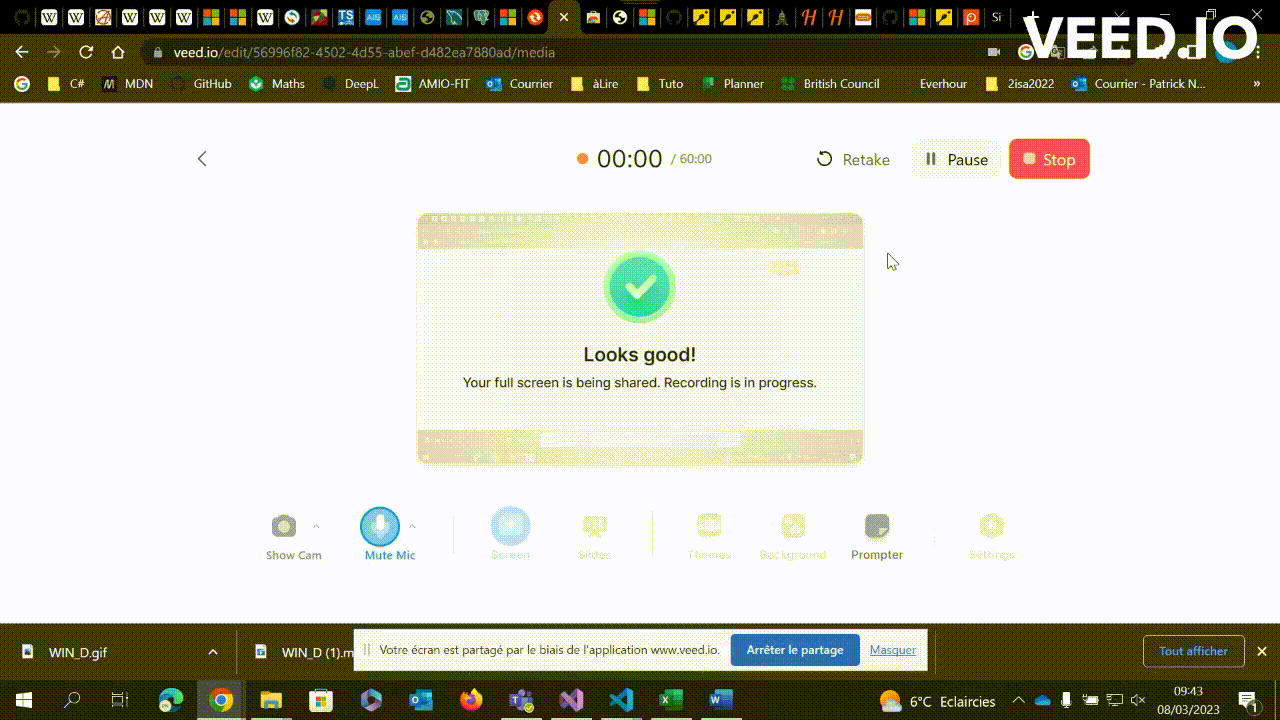 Si
VEED.IO
veed.io/edit/56996f82-4502-4d55-abef-d482ea7880ad/media
C# MDN GitHub Maths DeepL AMIO-FIT Courrier àLire Tuto Planner British Council Everhour 2isa2022 Courrier - Patrick N... »
00:00 / 60:00 Retake Pause Stop
Looks good!
Your full screen is being shared. Recording is in progress.
Show Cam Mute Mic Screen Slides Themes Background Prompter Settings
WIN_D.gif WIN_D (1).m Votre écran est partagé par le biais de l'application www.veed.io. Arrêter le partage Masquer Tout afficher
6°C Eclaircies 09:43
08/03/2023 1